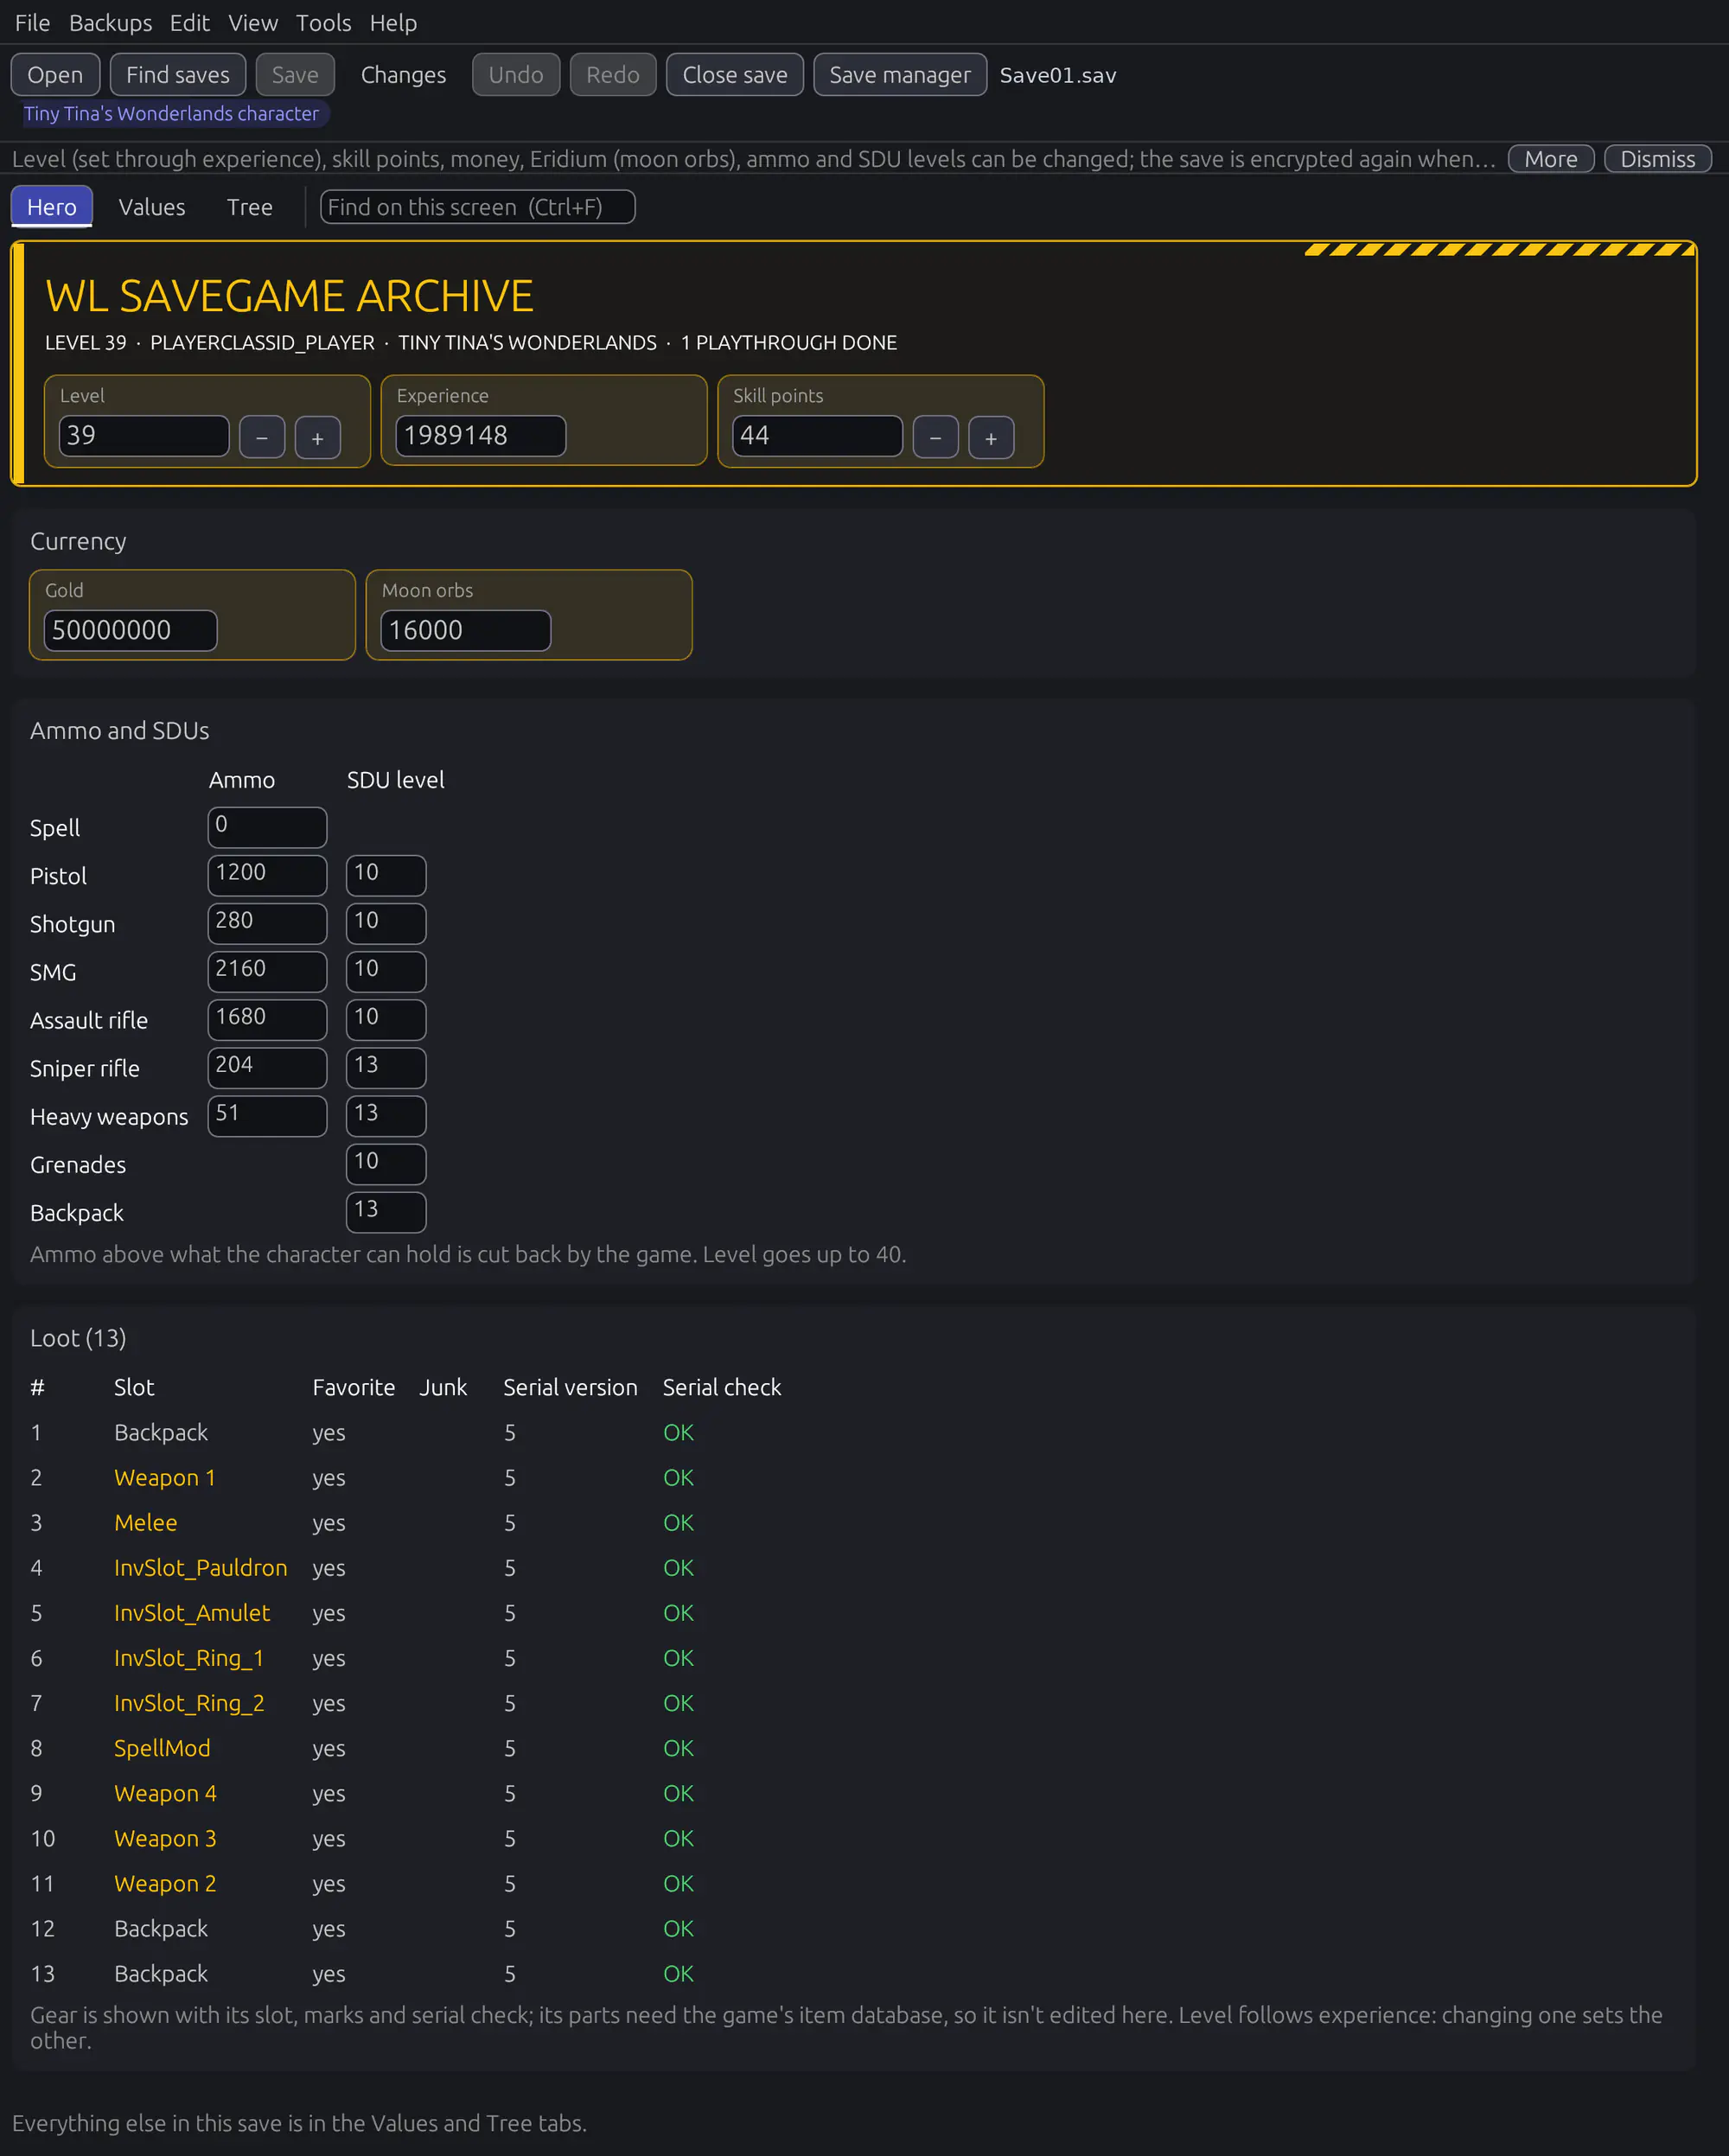 File Backups Edit View Tools Help
Open Find saves Save Changes Undo Redo Close save Save manager Save01.sav
Tiny Tina's Wonderlands character
Level (set through experience), skill points, money, Eridium (moon orbs), ammo and SDU levels can be changed; the save is encrypted again when… More Dismiss
Hero Values Tree Find on this screen (Ctrl+F)
WL SAVEGAME ARCHIVE
LEVEL 39 · PLAYERCLASSID_PLAYER · TINY TINA'S WONDERLANDS · 1 PLAYTHROUGH DONE
Level Experience Skill points
39 − + 1989148 44 − +
Currency
Gold Moon orbs
50000000 16000
Ammo and SDUs
Ammo SDU level
Spell 0
Pistol 1200 10
Shotgun 280 10
SMG 2160 10
Assault rifle 1680 10
Sniper rifle 204 13
Heavy weapons 51 13
Grenades 10
Backpack 13
Ammo above what the character can hold is cut back by the game. Level goes up to 40.
Loot (13)
# Slot Favorite Junk Serial version Serial check
1 Backpack yes 5 OK
2 Weapon 1 yes 5 OK
3 Melee yes 5 OK
4 InvSlot_Pauldron yes 5 OK
5 InvSlot_Amulet yes 5 OK
6 InvSlot_Ring_1 yes 5 OK
7 InvSlot_Ring_2 yes 5 OK
8 SpellMod yes 5 OK
9 Weapon 4 yes 5 OK
10 Weapon 3 yes 5 OK
11 Weapon 2 yes 5 OK
12 Backpack yes 5 OK
13 Backpack yes 5 OK
Gear is shown with its slot, marks and serial check; its parts need the game's item database, so it isn't edited here. Level follows experience: changing one sets the
other.
Everything else in this save is in the Values and Tree tabs.